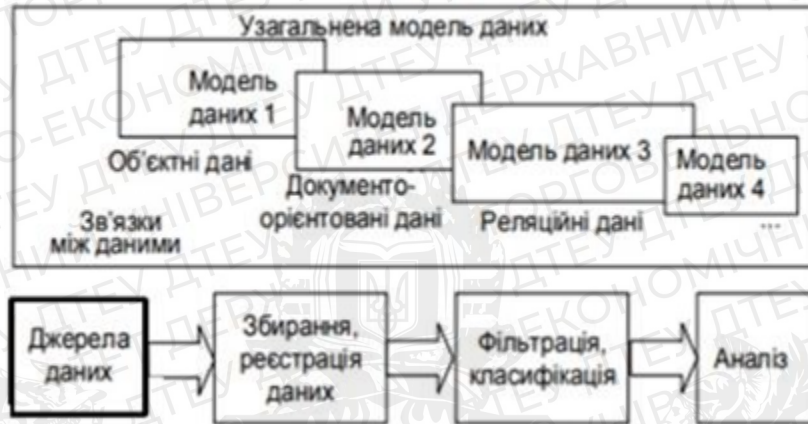 Узагальнена модель даних
Модель
даних 1
Модель
даних 2
Модель даних 3
Модель
даних 4
Об'єктні дані
Документо-
орієнтовані дані
Реляційні дані
...
Зв'язки
між даними
Джерела
даних
Збирання,
реєстрація
даних
Фільтрація,
класифікація
Аналіз